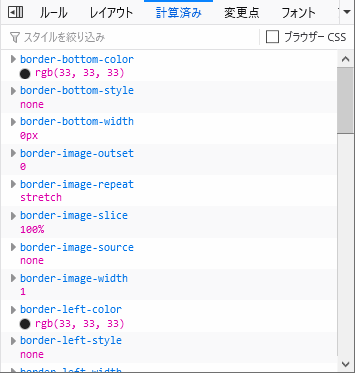 ルール レイアウト 計算済み 変更点 フォント
スタイルを絞り込み ブラウザー CSS
border-bottom-color
rgb(33, 33, 33)
border-bottom-style
none
border-bottom-width
0px
border-image-outset
0
border-image-repeat
stretch
border-image-slice
100%
border-image-source
none
border-image-width
1
border-left-color
rgb(33, 33, 33)
border-left-style
none
border-left-width